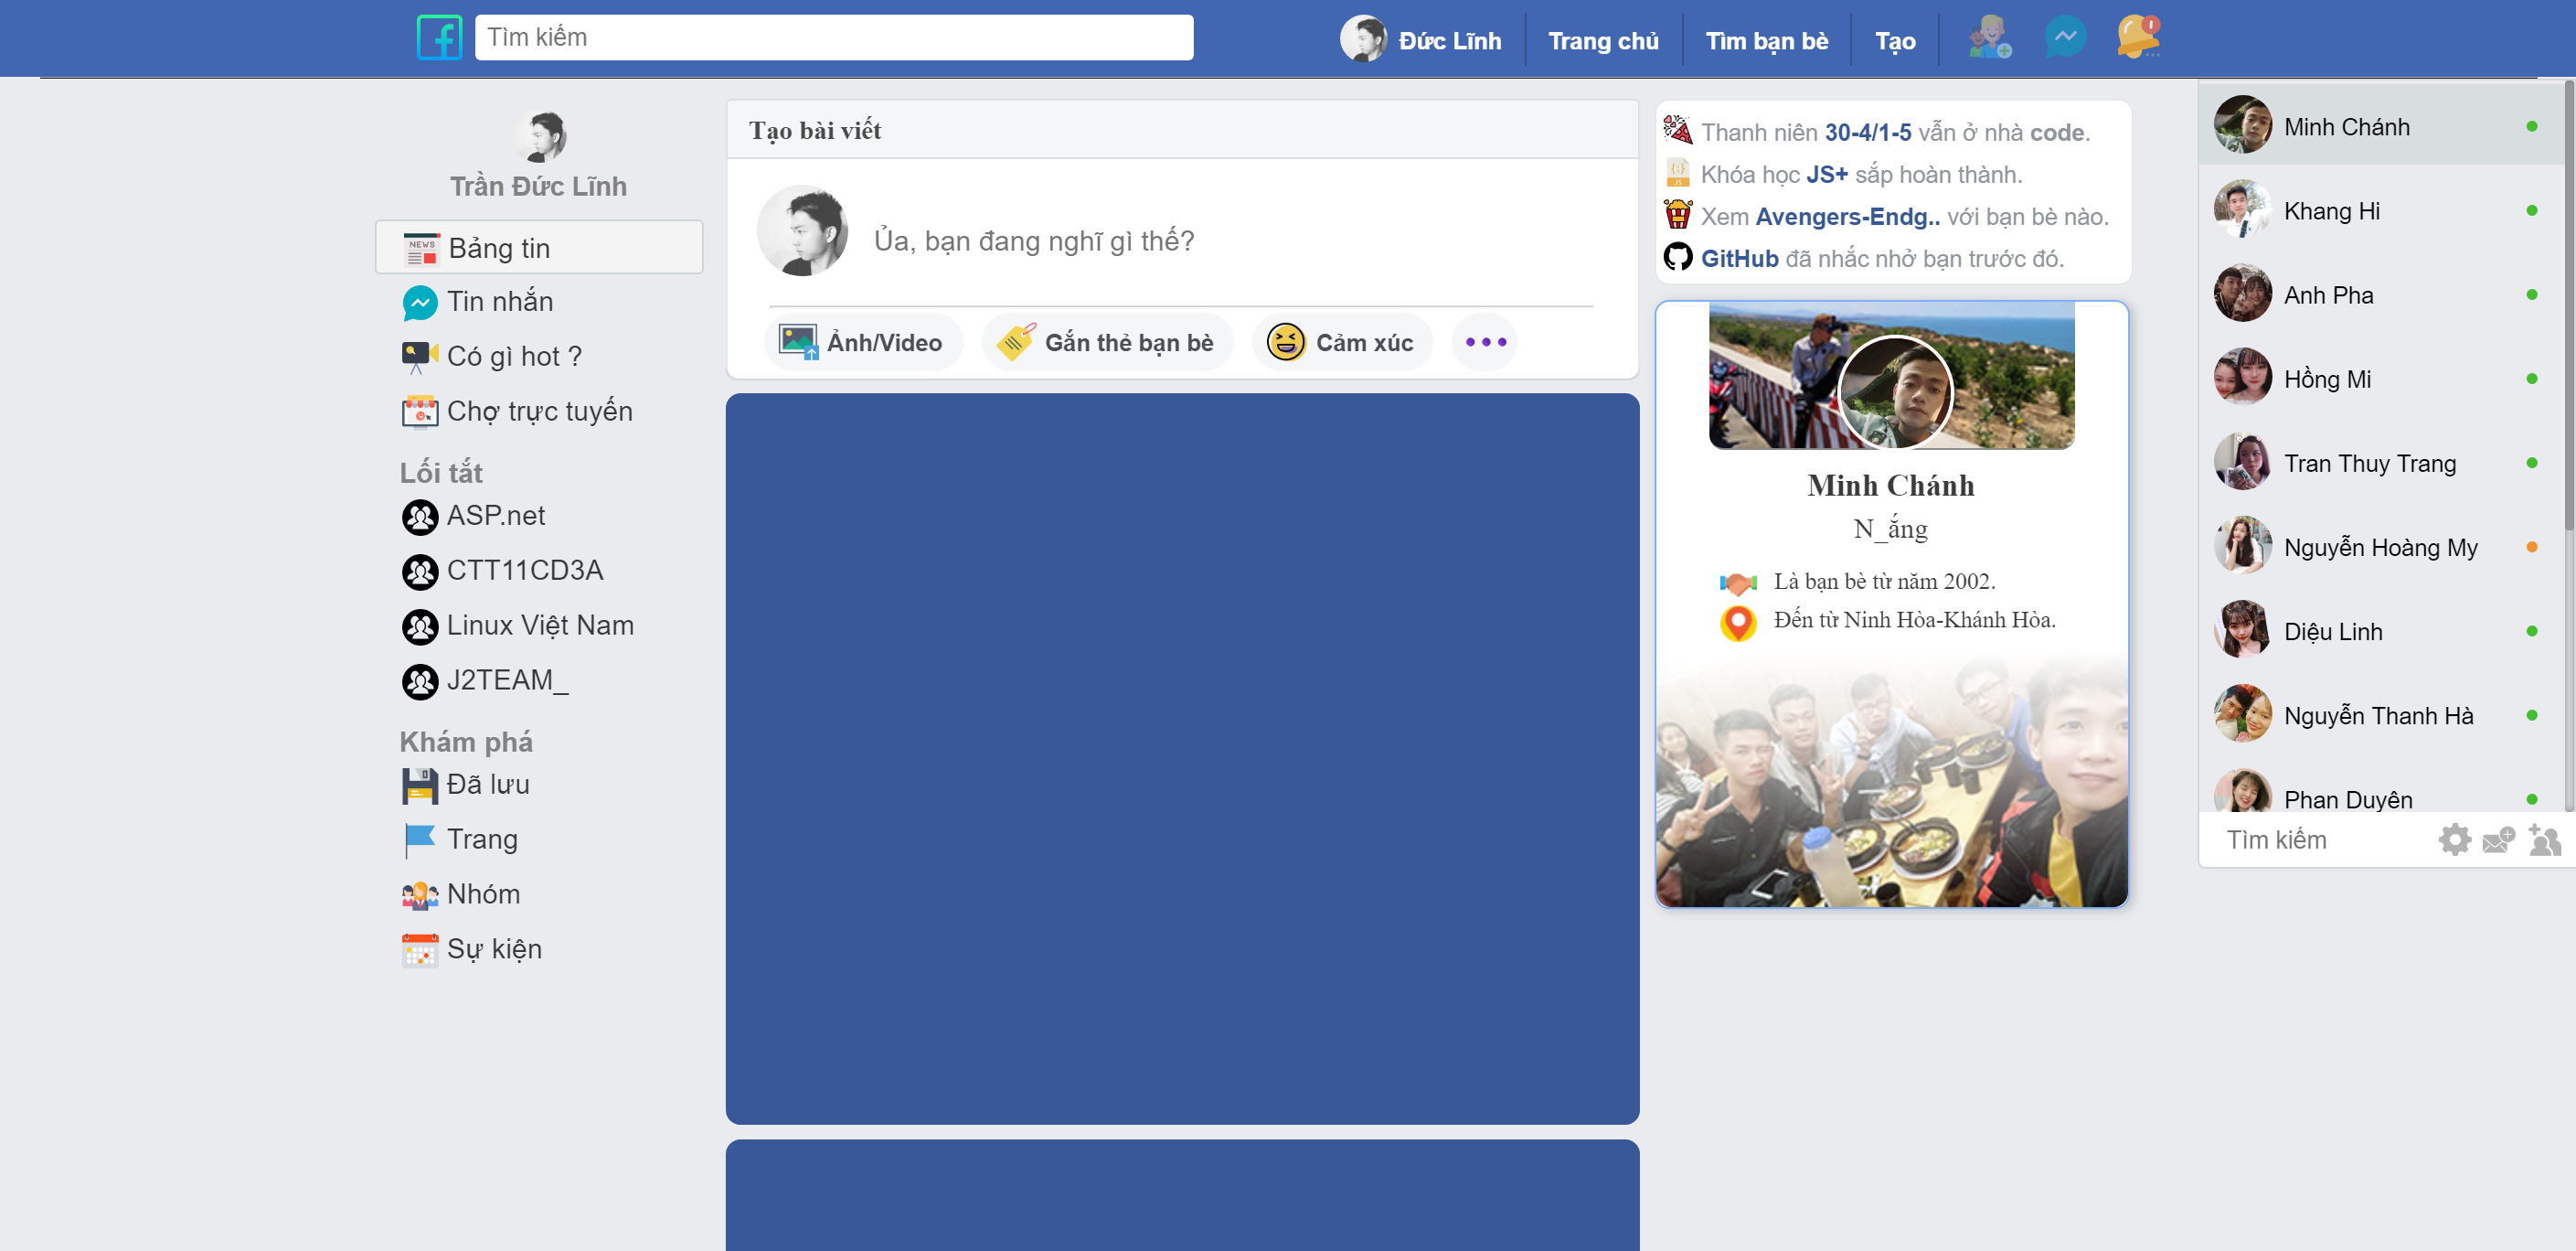 Tìm kiếm
Đức Lĩnh
Trang chủ
Tìm bạn bè
Tạo
Trần Đức Lĩnh
NEWS
Bảng tin
Tin nhắn
Có gì hot ?
Chợ trực tuyến
Lối tắt
ASP.net
CTT11CD3A
Linux Việt Nam
J2TEAM_
Khám phá
Đã lưu
Trang
Nhóm
Sự kiện
Tạo bài viết
Ủa, bạn đang nghĩ gì thế?
Ảnh/Video
Gắn thẻ bạn bè
Cảm xúc
Thanh niên 30-4/1-5 vẫn ở nhà code.
Khóa học JS+ sắp hoàn thành.
Xem Avengers-Endg.. với bạn bè nào.
GitHub đã nhắc nhở bạn trước đó.
Minh Chánh
N_ắng
Là bạn bè từ năm 2002.
Đến từ Ninh Hòa-Khánh Hòa.
Minh Chánh
Khang Hi
Anh Pha
Hồng Mi
Tran Thuy Trang
Nguyễn Hoàng My
Diệu Linh
Nguyễn Thanh Hà
Phan Duyên
Tìm kiếm